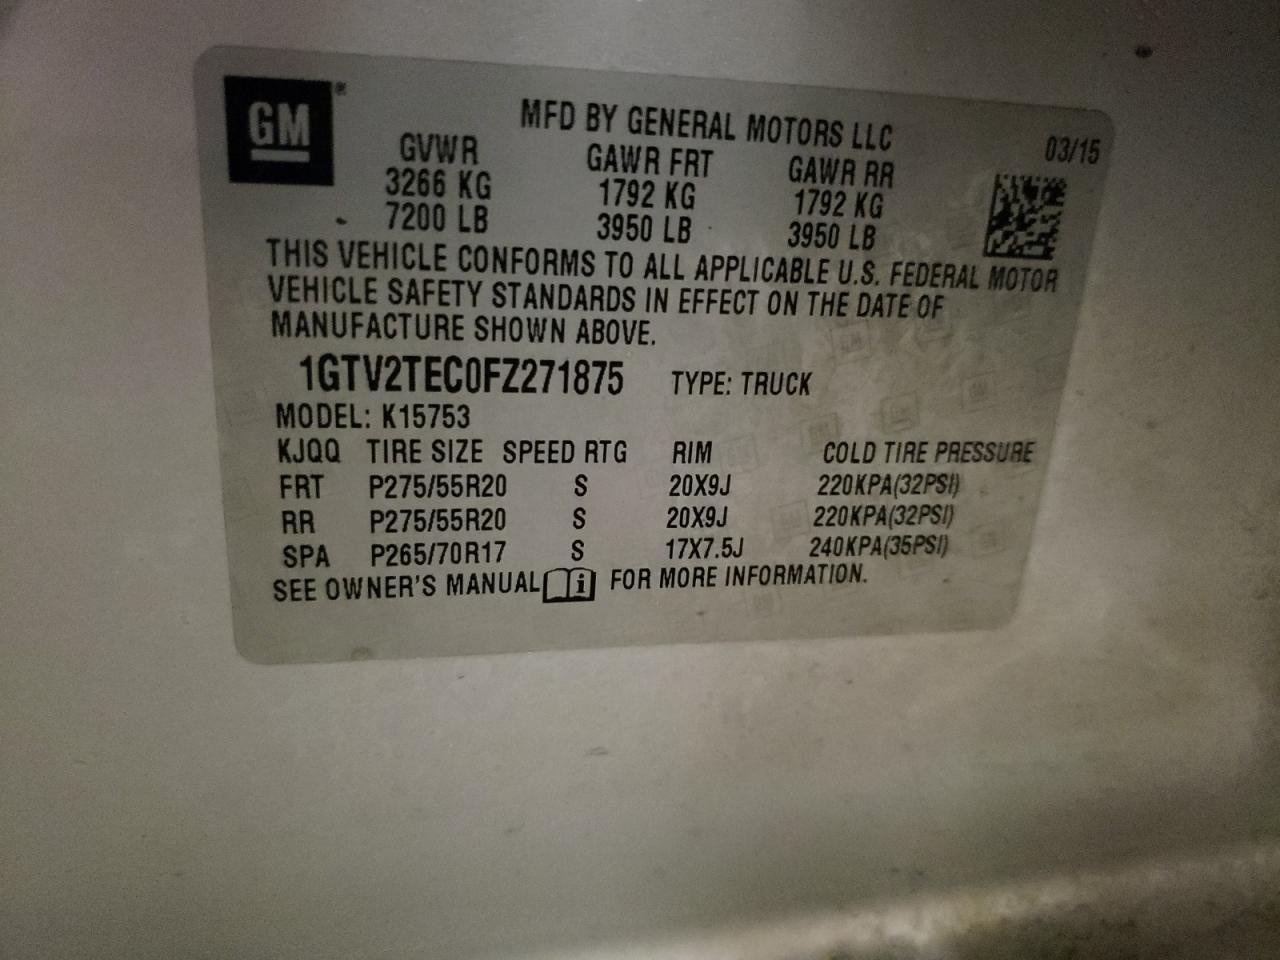 GM®
MFD BY GENERAL MOTORS LLC
03/15
GVWR GAWR FRT GAWR RR
3266 KG 1792 KG 1792 KG
7200 LB 3950 LB 3950 LB
THIS VEHICLE CONFORMS TO ALL APPLICABLE U.S. FEDERAL MOTOR
VEHICLE SAFETY STANDARDS IN EFFECT ON THE DATE OF
MANUFACTURE SHOWN ABOVE.
1GTV2TEC0FZ271875 TYPE: TRUCK
MODEL: K15753
KJQQ TIRE SIZE SPEED RTG RIM COLD TIRE PRESSURE
FRT P275/55R20 S 20X9J 220KPA(32PSI)
RR P275/55R20 S 20X9J 220KPA(32PSI)
SPA P265/70R17 S 17X7.5J 240KPA(35PSI)
SEE OWNER'S MANUAL i FOR MORE INFORMATION.